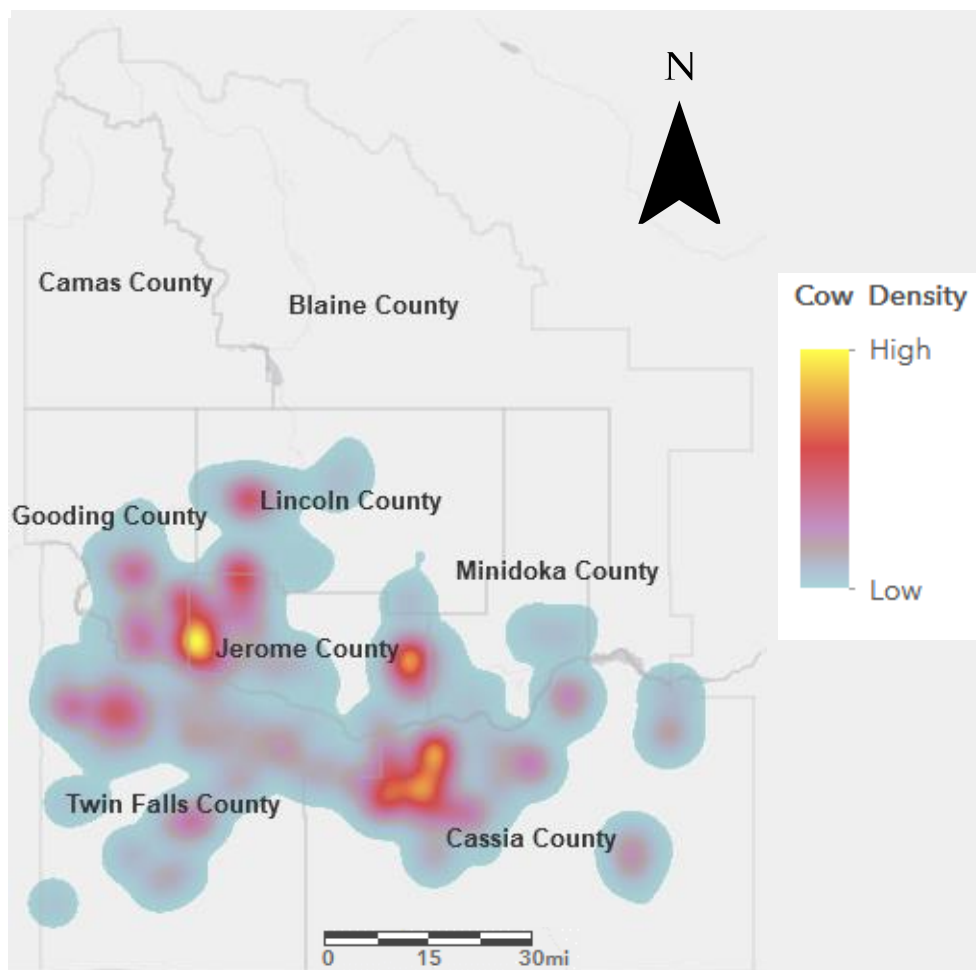 N
Camas County
Blaine County
Cow Density
High
Low
Lincoln County
Gooding County
Minidoka County
Jerome County
Twin Falls County
Cassia County
0 15 30mi